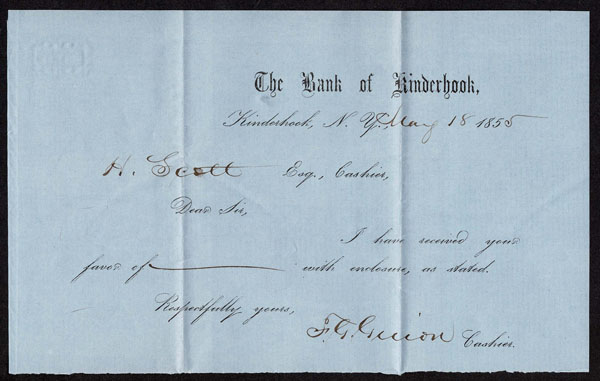 The Bank of Kinderhook,
Kinderhook, N. Y., May 18 1855
H. Scott Esq., Cashier,
Dear Sir,
I have received your
favor of with enclosure, as stated.
Respectfully yours,
F. G. Guion Cashier.